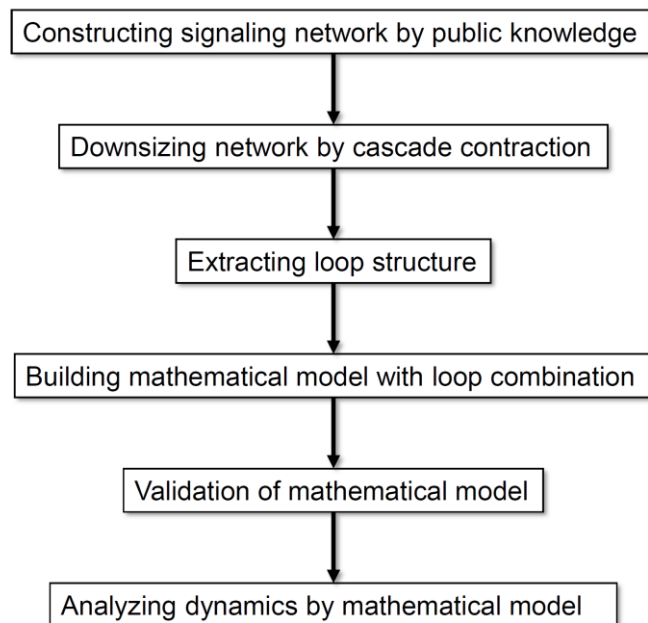 Constructing signaling network by public knowledge
Downsizing network by cascade contraction
Extracting loop structure
Building mathematical model with loop combination
Validation of mathematical model
Analyzing dynamics by mathematical model